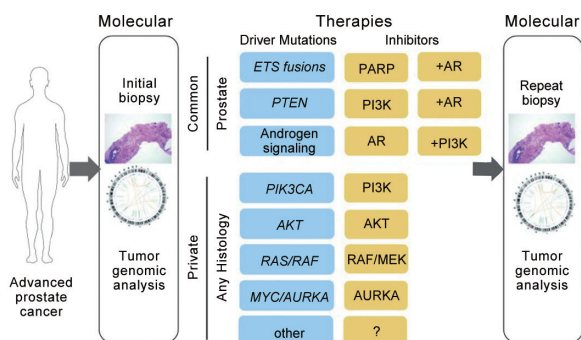 Molecular
Therapies
Molecular
Driver Mutations
Inhibitors
Initial
biopsy
Tumor
genomic
analysis
Advanced
prostate
cancer
Common
Prostate
ETS fusions
PARP
+AR
PTEN
PI3K
+AR
Androgen
signaling
AR
+PI3K
Private
Any Histology
PIK3CA
PI3K
AKT
AKT
RAS/RAF
RAF/MEK
MYC/AURKA
AURKA
other
?
Repeat
biopsy
Tumor
genomic
analysis